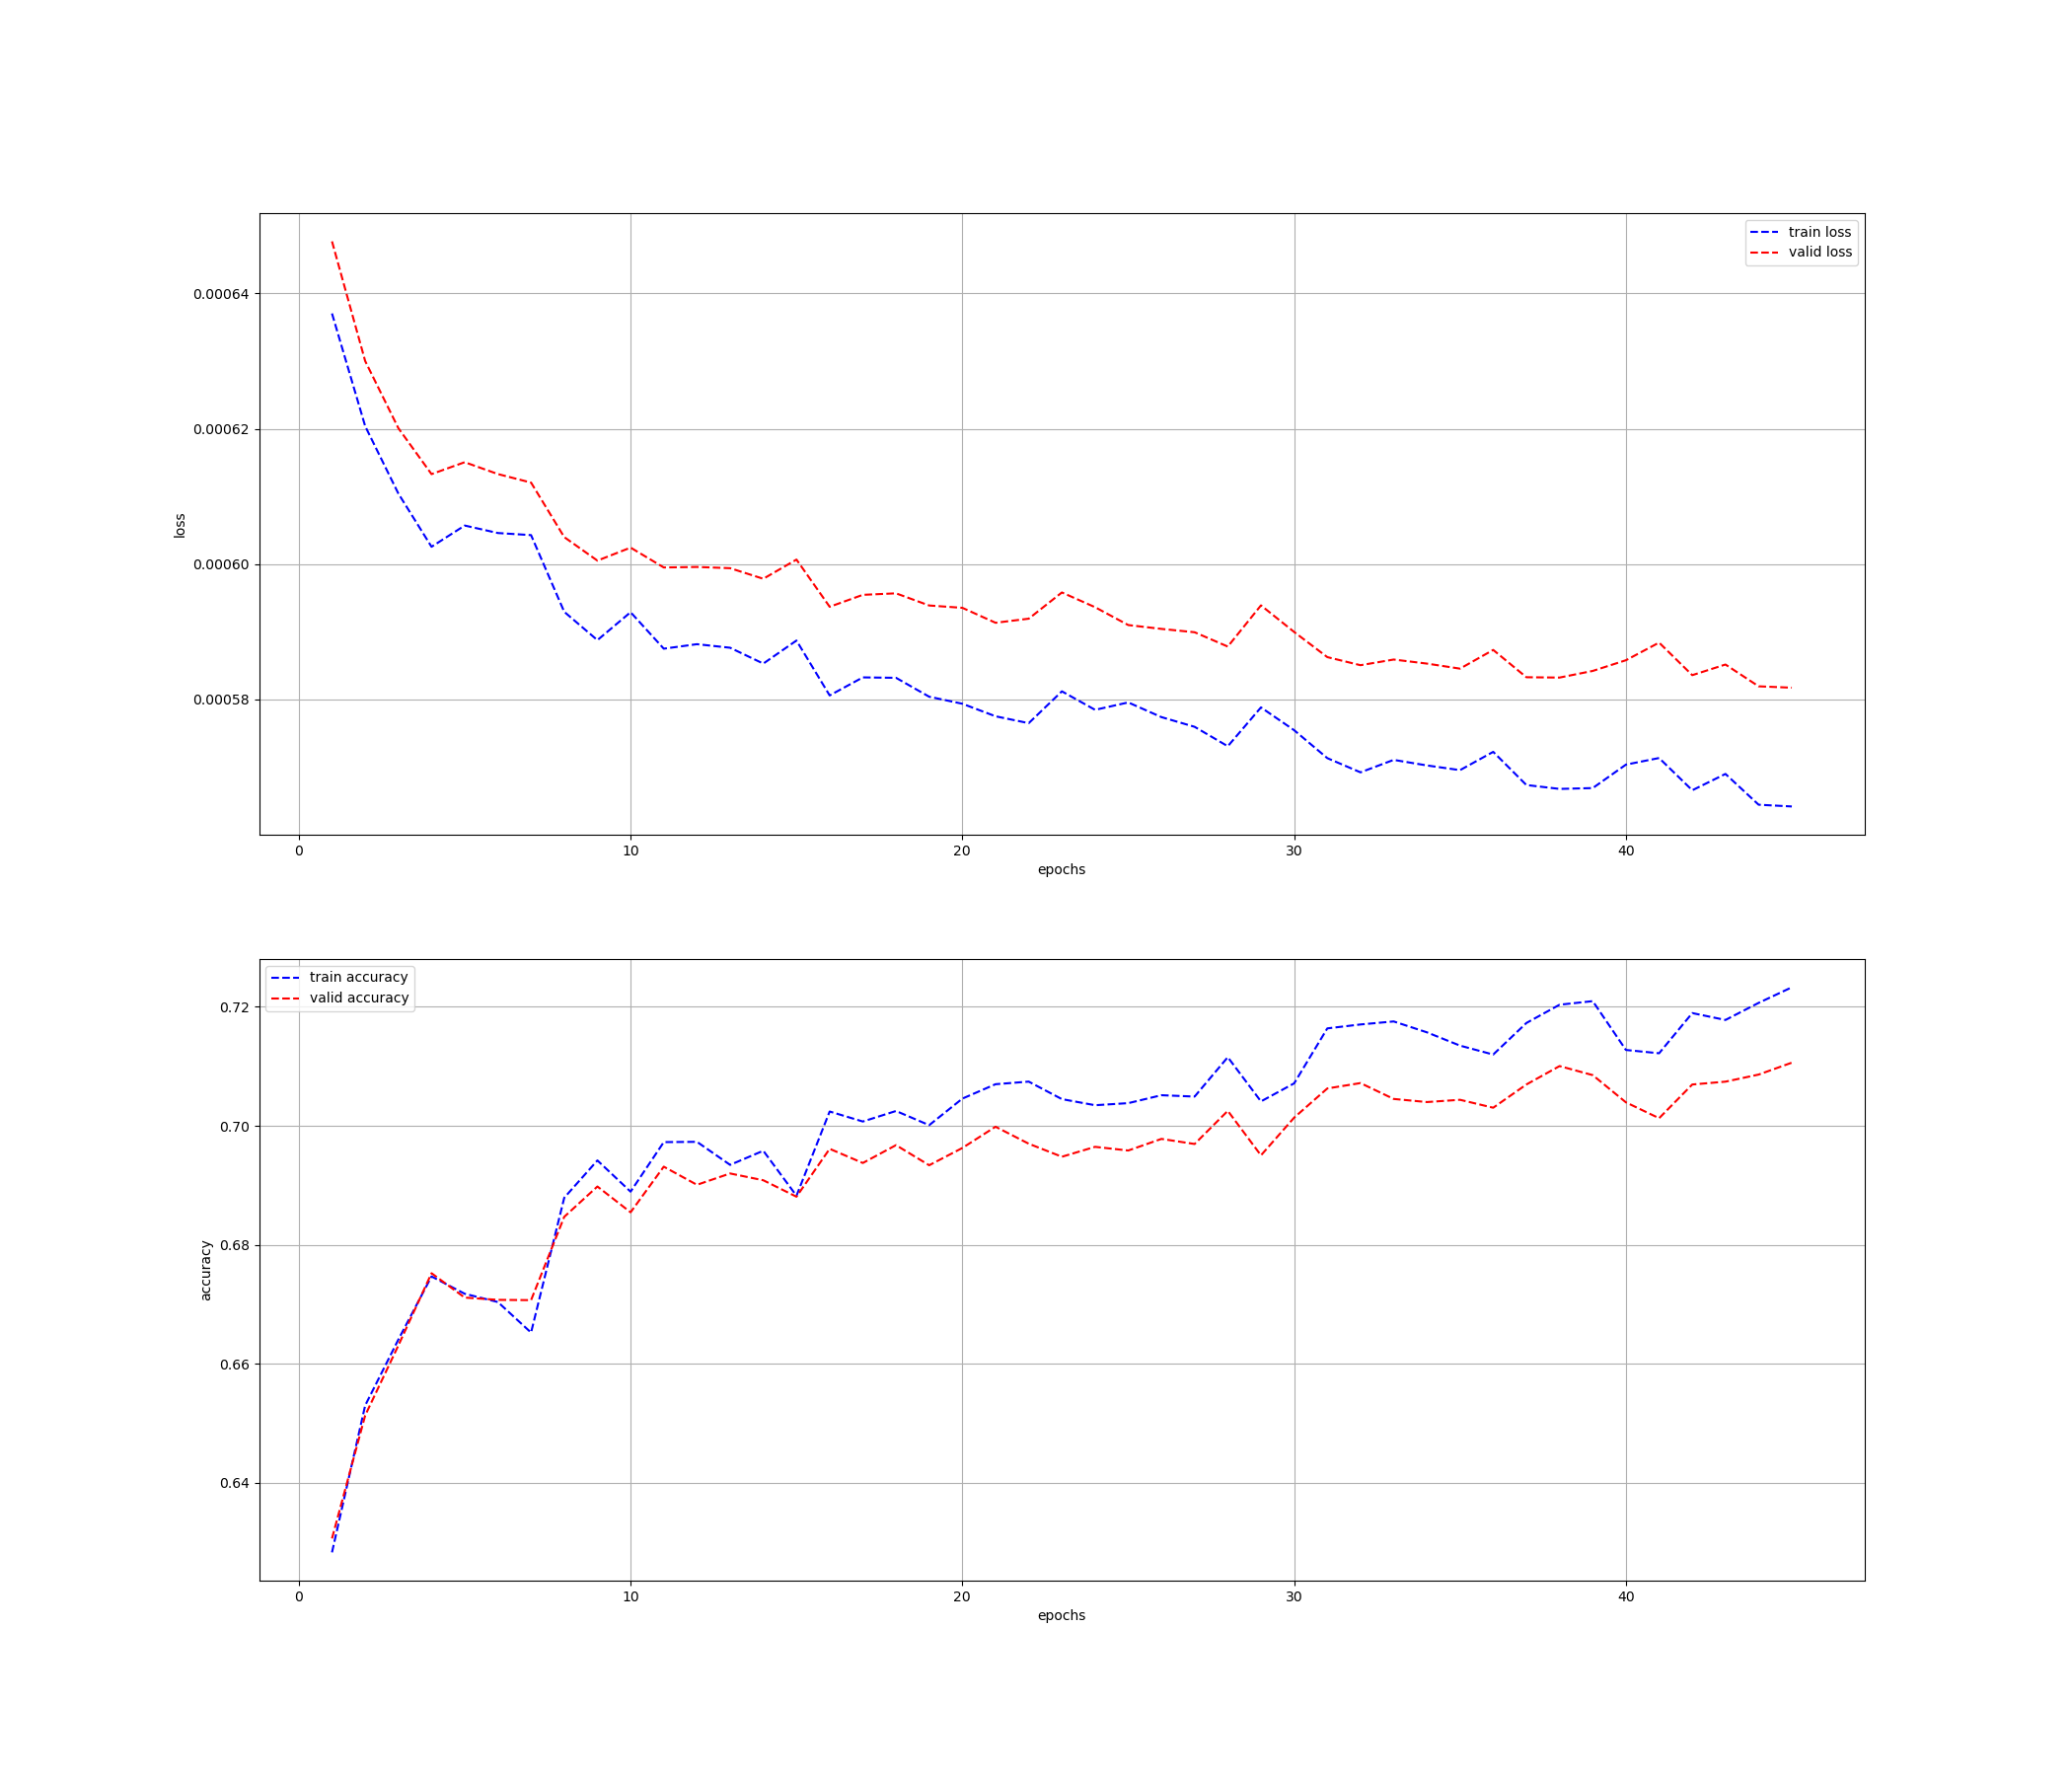 train loss
valid loss
0.00064
0.00062
0.00060
0.00058
loss
0 10 20 30 40
epochs
train accuracy
valid accuracy
0.72
0.70
0.68
0.66
0.64
accuracy
0 10 20 30 40
epochs